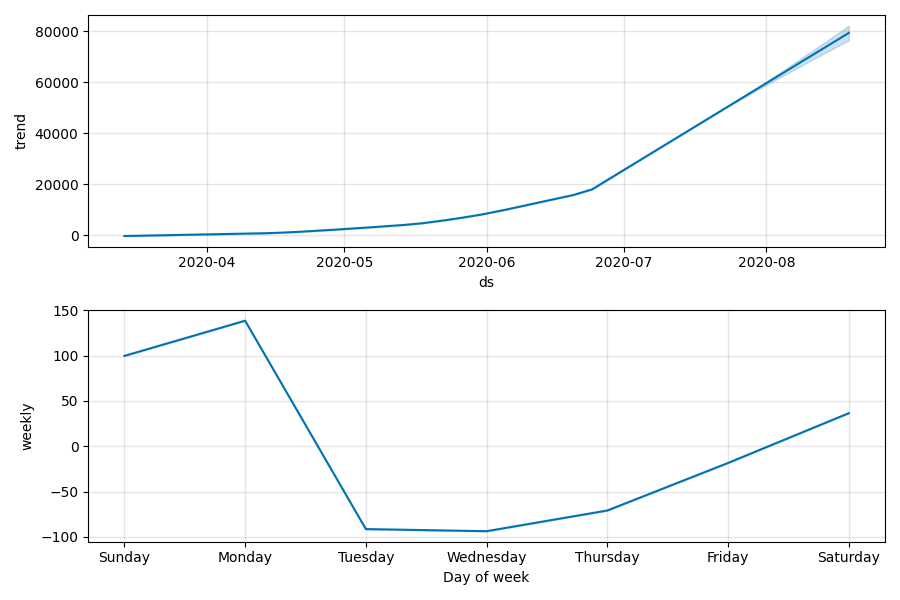 80000
60000
40000
20000
0
trend
2020-04 2020-05 2020-06 2020-07 2020-08
ds
150
100
50
0
−50
−100
weekly
Sunday Monday Tuesday Wednesday Thursday Friday Saturday
Day of week